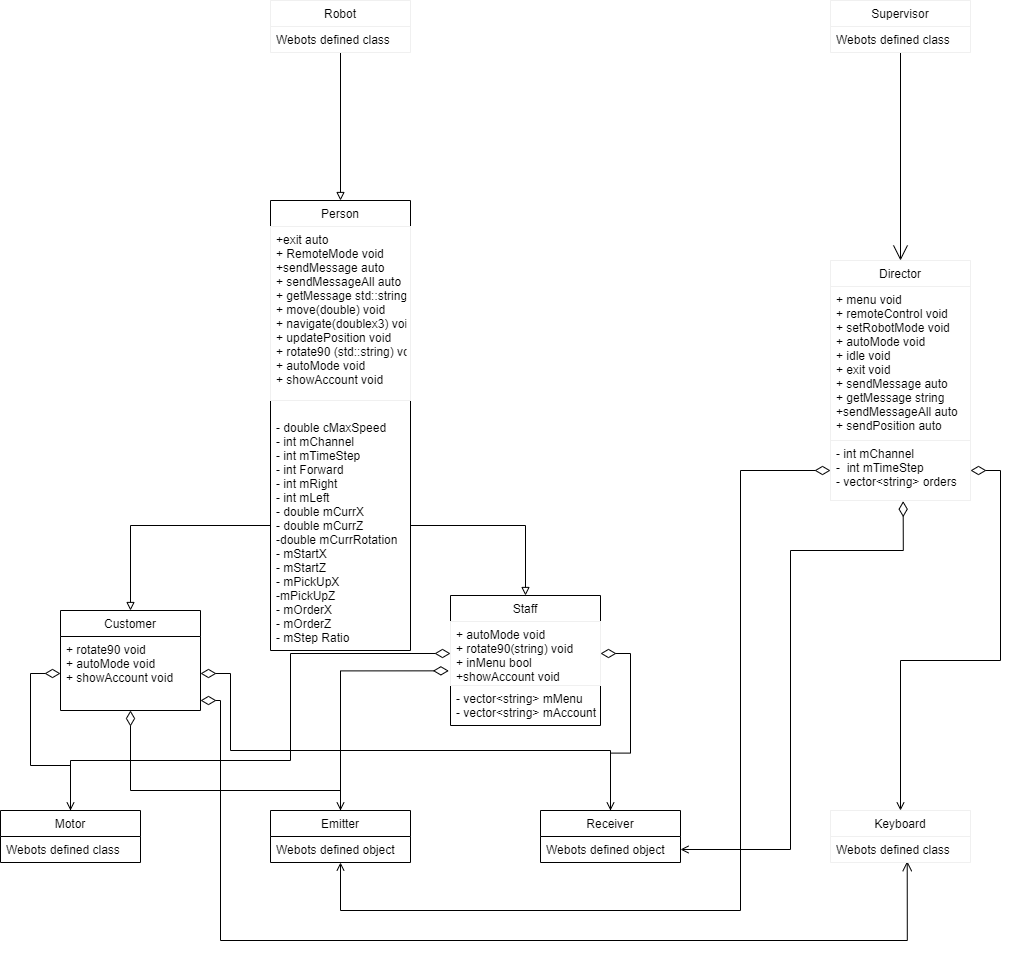 Robot
Webots defined class
Supervisor
Webots defined class
Person
+exit auto
+ RemoteMode void
+sendMessage auto
+ sendMessageAll auto
+ getMessage std::string
+ move(double) void
+ navigate(doublex3) voi
+ updatePosition void
+ rotate90 (std::string) vc
+ autoMode void
+ showAccount void
- double cMaxSpeed
- int mChannel
- int mTimeStep
- int Forward
- int mRight
- int mLeft
- double mCurrX
- double mCurrZ
-double mCurrRotation
- mStartX
- mStartZ
- mPickUpX
-mPickUpZ
- mOrderX
- mOrderZ
- mStep Ratio
Director
+ menu void
+ remoteControl void
+ setRobotMode void
+ autoMode void
+ idle void
+ exit void
+ sendMessage auto
+ getMessage string
+sendMessageAll auto
+ sendPosition auto
- int mChannel
- int mTimeStep
- vector<string> orders
Customer
+ rotate90 void
+ autoMode void
+ showAccount void
Staff
+ autoMode void
+ rotate90(string) void
+ inMenu bool
+showAccount void
- vector<string> mMenu
- vector<string> mAccount
Motor
Webots defined class
Emitter
Webots defined object
Receiver
Webots defined object
Keyboard
Webots defined class